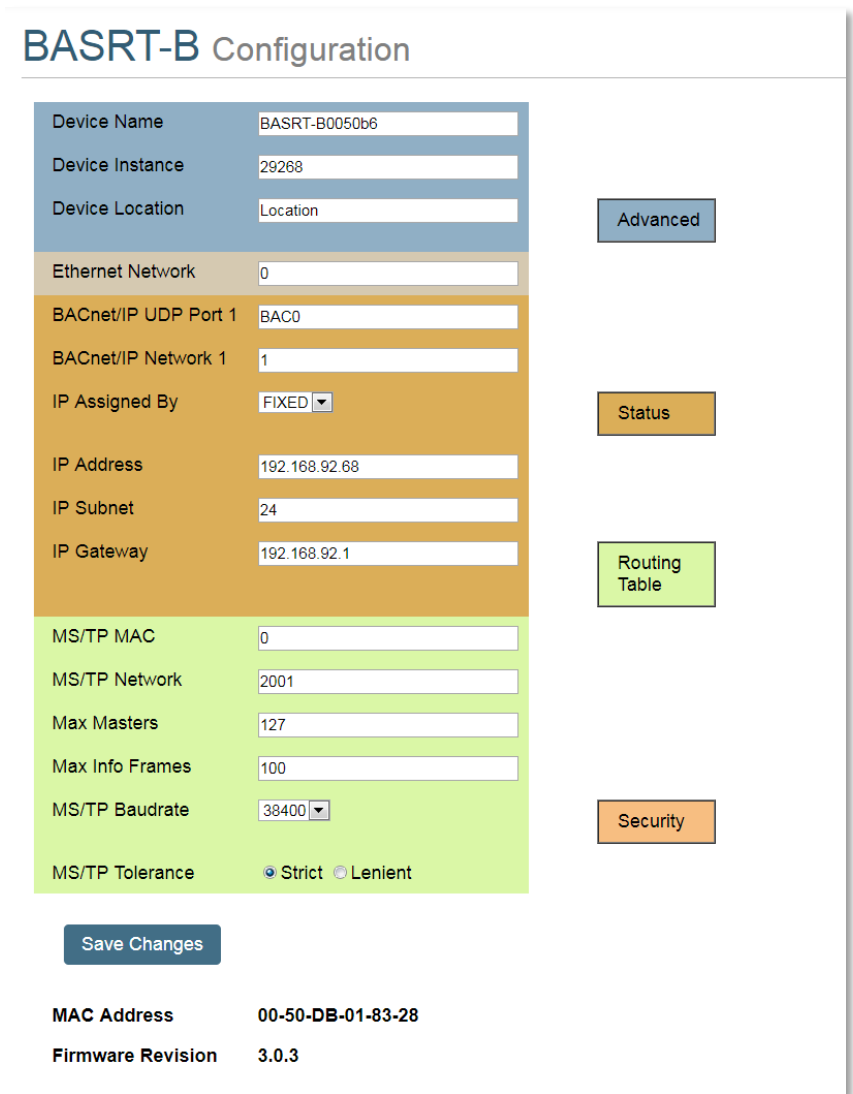 BASRT-B Configuration
Device Name BASRT-B0050b6
Device Instance 29268
Device Location Location
Advanced
Ethernet Network 0
BACnet/IP UDP Port 1 BAC0
BACnet/IP Network 1 1
IP Assigned By FIXED
Status
IP Address 192.168.92.68
IP Subnet 24
IP Gateway 192.168.92.1
Routing
Table
MS/TP MAC 0
MS/TP Network 2001
Max Masters 127
Max Info Frames 100
MS/TP Baudrate 38400
Security
MS/TP Tolerance Strict Lenient
Save Changes
MAC Address 00-50-DB-01-83-28
Firmware Revision 3.0.3